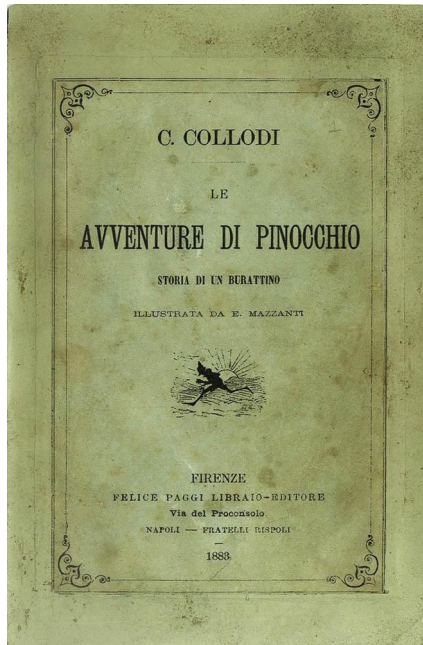 C. COLLODI
LE
AVVENTURE DI PINOCCHIO
STORIA DI UN BURATTINO
ILLUSTRATA DA E. MAZZANTI
FIRENZE
FELICE PAGGI LIBRAIO-EDITORE
Via del Proconsolo
NAPOLI — FRATELLI RISPOLI
—
1883.